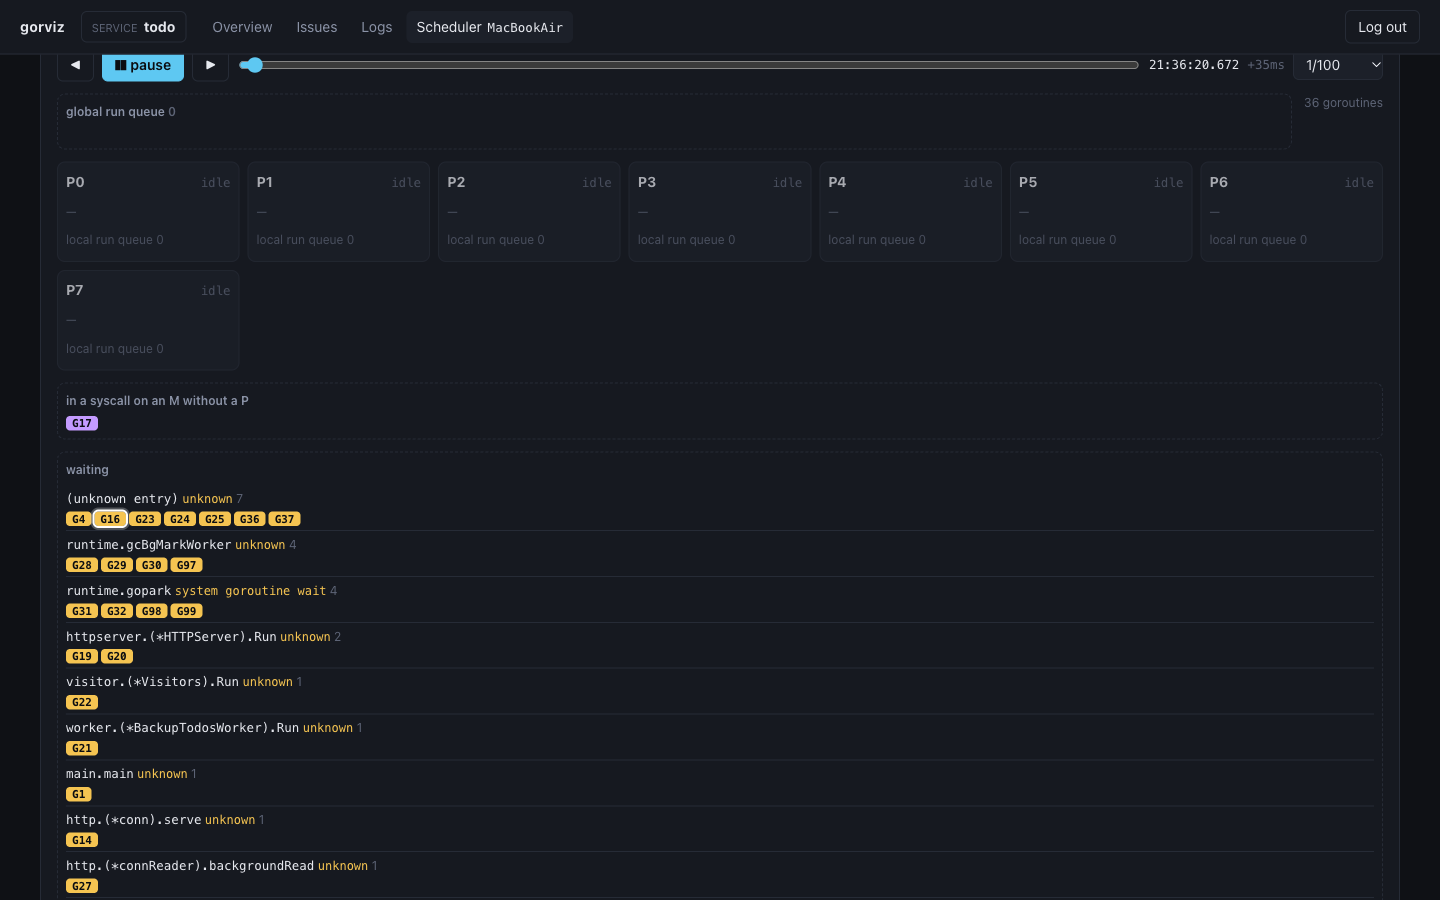 gorviz SERVICE todo Overview Issues Logs Scheduler MacBookAir Log out
◀ pause ▶ 21:36:20.672 +35ms 1/100
global run queue 0 36 goroutines
P0 idle P1 idle P2 idle P3 idle P4 idle P5 idle P6 idle
— — — — — — —
local run queue 0 local run queue 0 local run queue 0 local run queue 0 local run queue 0 local run queue 0 local run queue 0
P7 idle
—
local run queue 0
in a syscall on an M without a P
G17
waiting
(unknown entry) unknown 7
G4 G16 G23 G24 G25 G36 G37
runtime.gcBgMarkWorker unknown 4
G28 G29 G30 G97
runtime.gopark system goroutine wait 4
G31 G32 G98 G99
httpserver.(*HTTPServer).Run unknown 2
G19 G20
visitor.(*Visitors).Run unknown 1
G22
worker.(*BackupTodosWorker).Run unknown 1
G21
main.main unknown 1
G1
http.(*conn).serve unknown 1
G14
http.(*connReader).backgroundRead unknown 1
G27